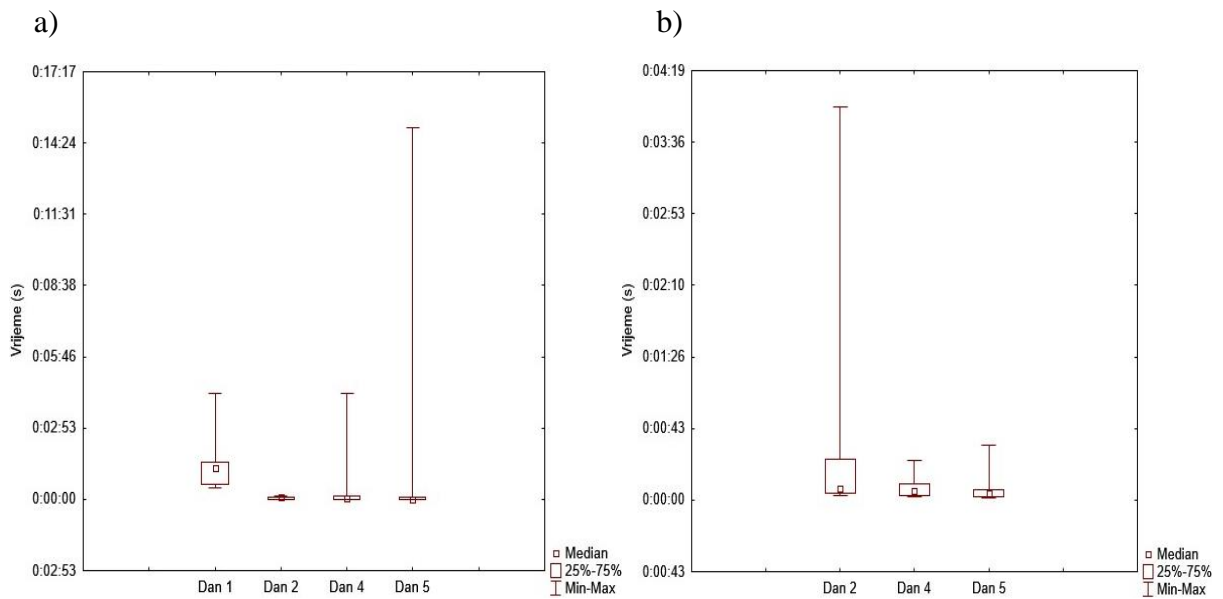 a)
0:17:17
0:14:24
0:11:31
0:08:38
0:05:46
0:02:53
0:00:00
0:02:53
Vrijeme (s)
Dan 1 Dan 2 Dan 4 Dan 5
Median
25%-75%
Min-Max
b)
0:04:19
0:03:36
0:02:53
0:02:10
0:01:26
0:00:43
0:00:00
0:00:43
Vrijeme (s)
Dan 2 Dan 4 Dan 5
Median
25%-75%
Min-Max